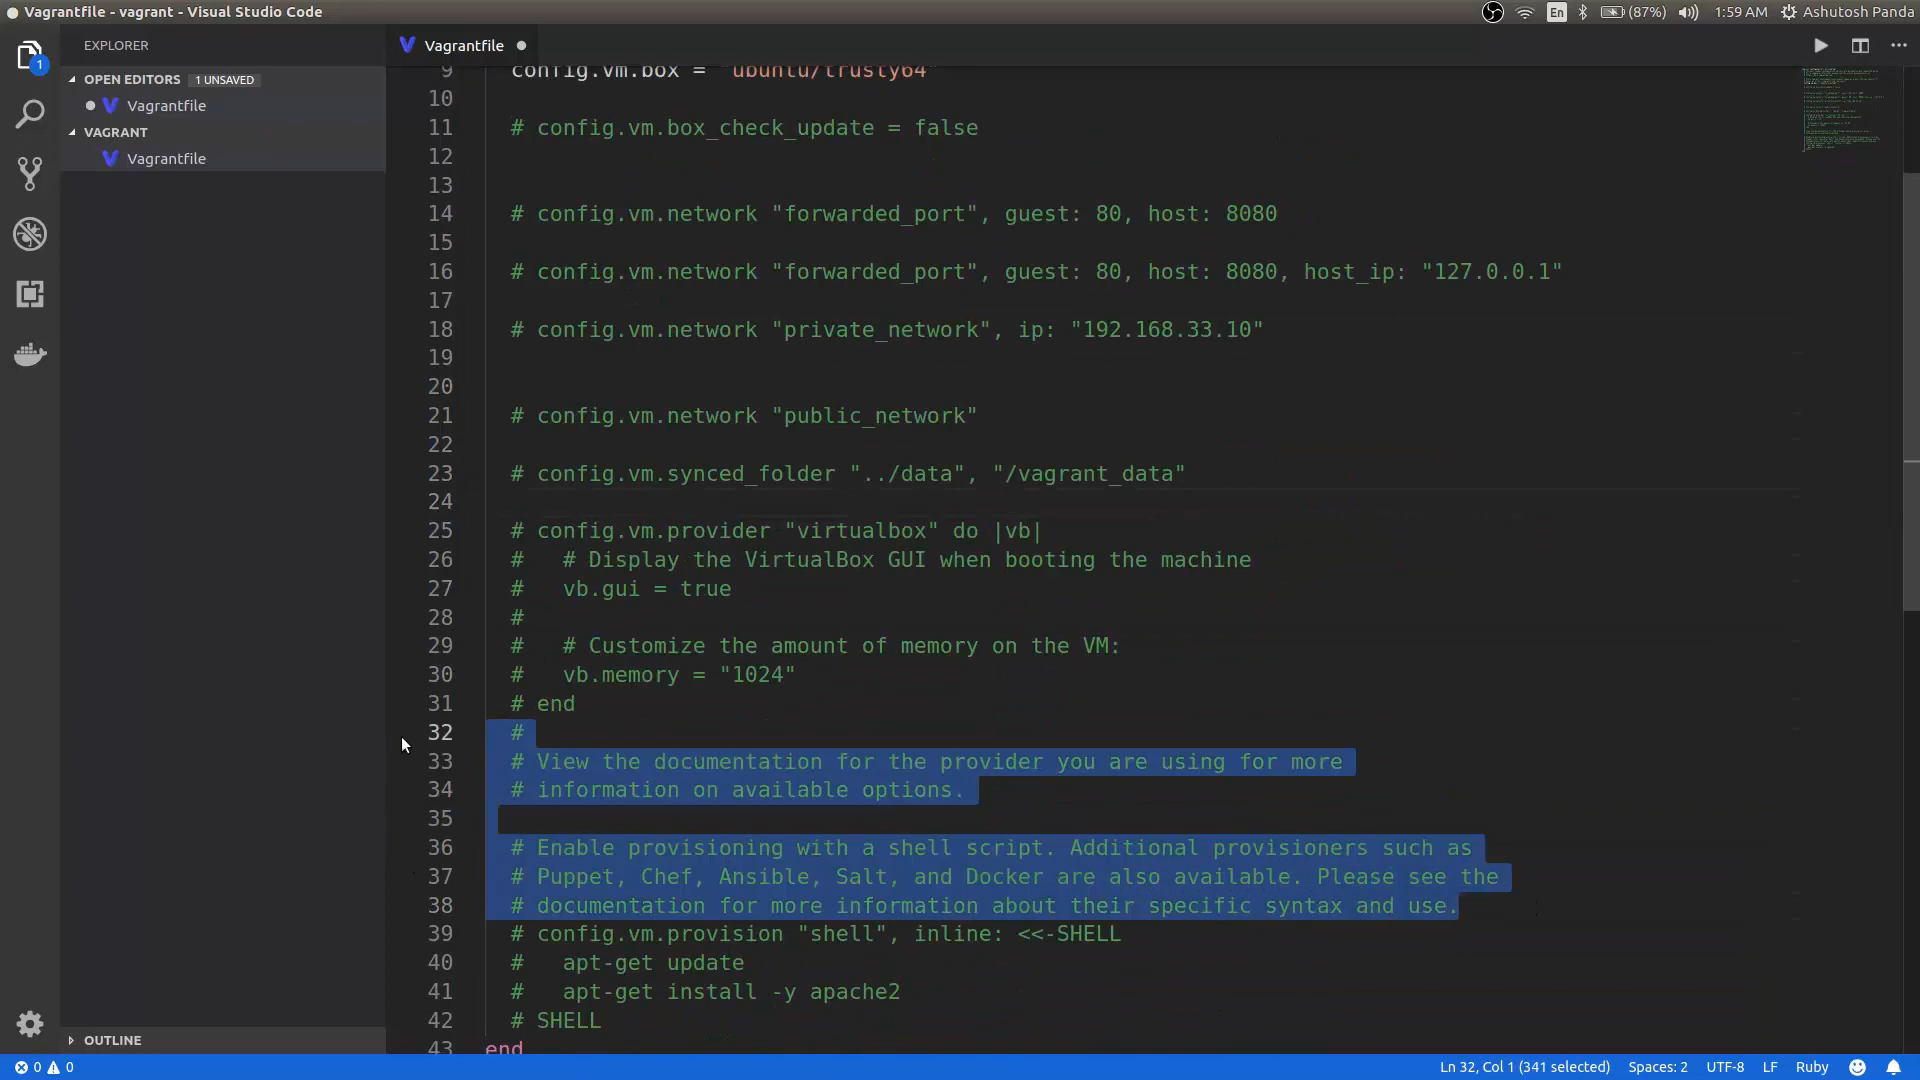 Vagrantfile - vagrant - Visual Studio Code
En
(87%)
1:59 AM
Ashutosh Panda
EXPLORER
Vagrantfile
OPEN EDITORS 1 UNSAVED
1
Vagrantfile
VAGRANT
Vagrantfile
OUTLINE
9 config.vm.box = "ubuntu/trusty64"
10
11 # config.vm.box_check_update = false
12
13
14 # config.vm.network "forwarded_port", guest: 80, host: 8080
15
16 # config.vm.network "forwarded_port", guest: 80, host: 8080, host_ip: "127.0.0.1"
17
18 # config.vm.network "private_network", ip: "192.168.33.10"
19
20
21 # config.vm.network "public_network"
22
23 # config.vm.synced_folder "../data", "/vagrant_data"
24
25 # config.vm.provider "virtualbox" do |vb|
26 #   # Display the VirtualBox GUI when booting the machine
27 #   vb.gui = true
28 #
29 #   # Customize the amount of memory on the VM:
30 #   vb.memory = "1024"
31 # end
32 #
33 # View the documentation for the provider you are using for more
34 # information on available options.
35
36 # Enable provisioning with a shell script. Additional provisioners such as
37 # Puppet, Chef, Ansible, Salt, and Docker are also available. Please see the
38 # documentation for more information about their specific syntax and use.
39 # config.vm.provision "shell", inline: <<-SHELL
40 #   apt-get update
41 #   apt-get install -y apache2
42 # SHELL
43 end
0 0
Ln 32, Col 1 (341 selected)
Spaces: 2
UTF-8
LF
Ruby